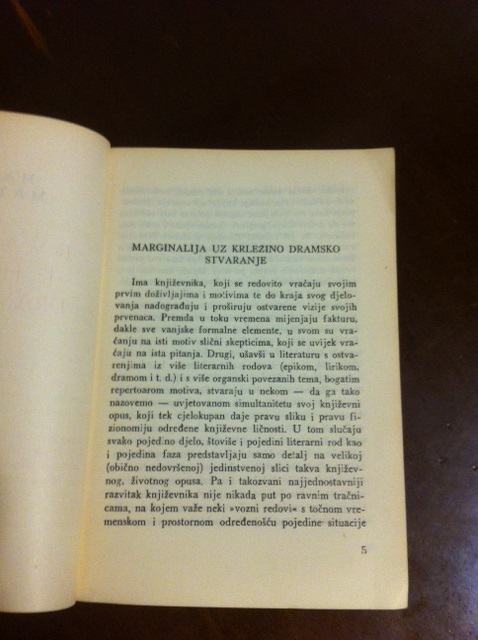 MARGINALIJA UZ KRLEZINO DRAMSKO
STVARANJE
Ima književnika, koji se redovito vraćaju svojim
prvim doživljajima i motivima te do kraja svog djelo-
vanja nadograđuju i proširuju ostvarene vizije svojih
prvenaca. Premda u toku vremena mijenjaju fakturu,
dakle sve vanjske formalne elemente, u svom su vra-
ćanju na isti motiv slični skepticima, koji se uvijek vra-
ćaju na ista pitanja. Drugi, ušavši u literaturu s ostva-
renjima iz više literarnih rodova (epikom, lirikom,
dramom i t. d.) i s više organski povezanih tema, bogatim
repertoarom motiva, stvaraju u nekom — da ga tako
nazovemo — uvjetovanom simultanitetu svoj književni
opus, koji tek cjelokupan daje pravu sliku i pravu fi-
zionomiju određene književne ličnosti. U tom slučaju
svako pojedino djelo, štoviše i pojedini literarni rod kao
i pojedina faza predstavljaju samo detalj na velikoj
(obično nedovršenoj) jedinstvenoj slici takva književ-
nog, životnog opusa. Pa i takozvani najjednostavniji
razvitak književnika nije nikada put po ravnim tračni-
cama, na kojem važe neki »vozni redovi« s točnom vre-
menskom i prostornom određenošću pojedine situacije
5